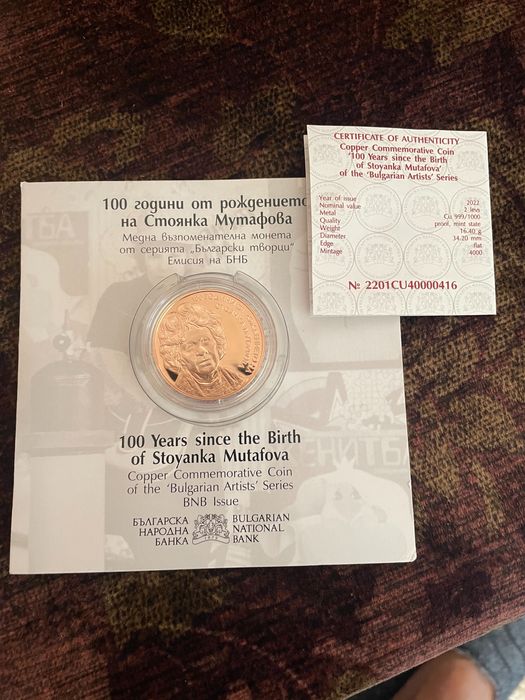 100 години от рождението
на Стоянка Мутафова
Медна възпоменателна монета
от серията „Български творци“
Емисия на БНБ
100 Years since the Birth
of Stoyanka Mutafova
Copper Commemorative Coin
of the ‘Bulgarian Artists’ Series
BNB Issue
БЪЛГАРСКА
НАРОДНА
БАНКА
BULGARIAN
NATIONAL
BANK
CERTIFICATE OF AUTHENTICITY
Copper Commemorative Coin
‘100 Years since the Birth
of Stoyanka Mutafova’
of the ‘Bulgarian Artists’ Series
Year of issue 2022
Nominal value 2 levs
Metal Cu 999/1000
Quality proof, mint state
Weight 16.40 g
Diameter 34.20 mm
Edge flat
Mintage 4000
№ 2201CU40000416